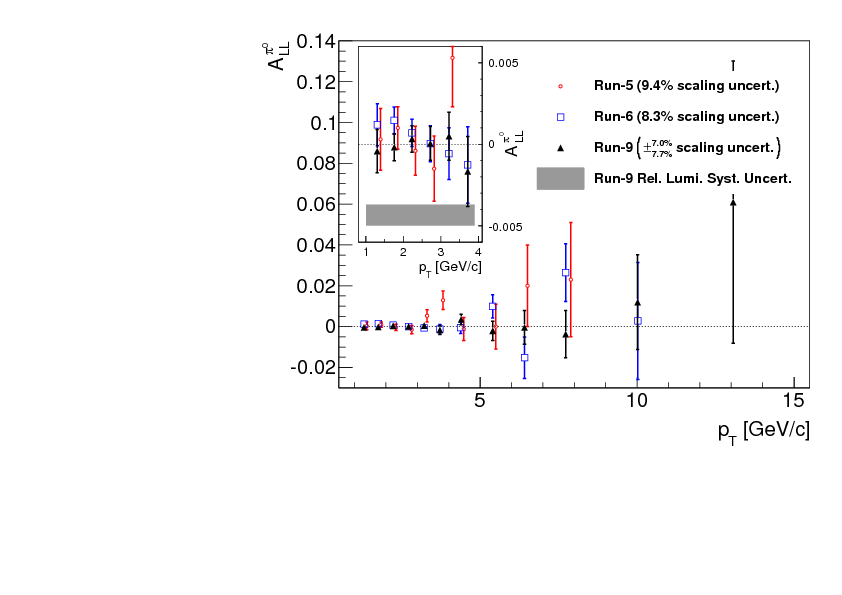 A_LL^π°
0.14
0.12
0.1
0.08
0.06
0.04
0.02
0
-0.02
5
10
15
p_T [GeV/c]
0.005
0
-0.005
A_LL^π°
1
2
3
4
p_T [GeV/c]
Run-5 (9.4% scaling uncert.)
Run-6 (8.3% scaling uncert.)
Run-9 (±7.0% 7.7% scaling uncert.)
Run-9 Rel. Lumi. Syst. Uncert.